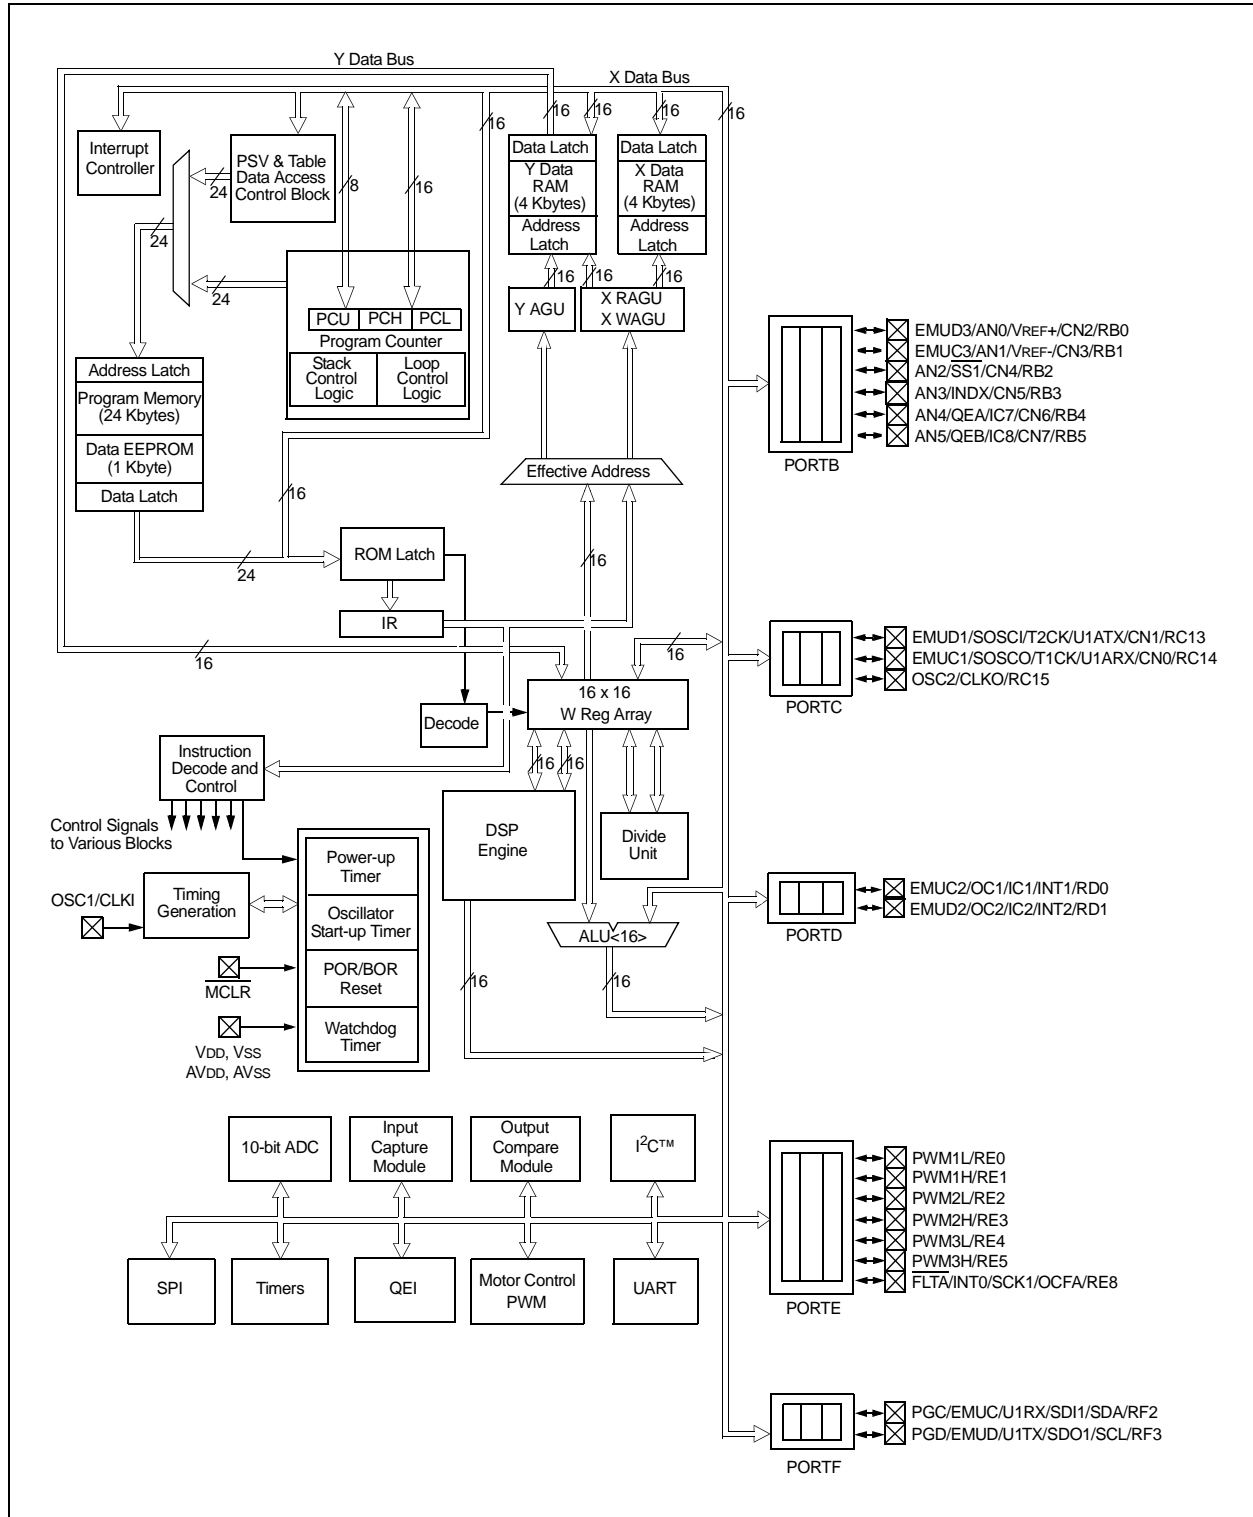 Y Data Bus
X Data Bus
16
16
16
16
16
Interrupt
Controller
PSV & Table
Data Access
Control Block
24
24
24
8
16
Data Latch
Y Data
RAM
(4 Kbytes)
Address
Latch
Data Latch
X Data
RAM
(4 Kbytes)
Address
Latch
16
16
16
Y AGU
X RAGU
X WAGU
PCU
PCH
PCL
Program Counter
Stack
Control
Logic
Loop
Control
Logic
Address Latch
Program Memory
(24 Kbytes)
Data EEPROM
(1 Kbyte)
Data Latch
Effective Address
16
24
ROM Latch
16
IR
16
16
16 x 16
W Reg Array
Decode
Instruction
Decode and
Control
16
16
Control Signals
to Various Blocks
DSP
Engine
Divide
Unit
Power-up
Timer
OSC1/CLKI
Timing
Generation
Oscillator
Start-up Timer
ALU<16>
POR/BOR
Reset
MCLR
16
16
Watchdog
Timer
VDD, VSS
AVDD, AVSS
10-bit ADC
Input
Capture
Module
Output
Compare
Module
I²C™
SPI
Timers
QEI
Motor Control
PWM
UART
EMUD3/AN0/VREF+/CN2/RB0
EMUC3/AN1/VREF-/CN3/RB1
AN2/SS1/CN4/RB2
AN3/INDX/CN5/RB3
AN4/QEA/IC7/CN6/RB4
AN5/QEB/IC8/CN7/RB5
PORTB
EMUD1/SOSCI/T2CK/U1ATX/CN1/RC13
EMUC1/SOSCO/T1CK/U1ARX/CN0/RC14
OSC2/CLKO/RC15
PORTC
EMUC2/OC1/IC1/INT1/RD0
EMUD2/OC2/IC2/INT2/RD1
PORTD
PWM1L/RE0
PWM1H/RE1
PWM2L/RE2
PWM2H/RE3
PWM3L/RE4
PWM3H/RE5
FLTA/INT0/SCK1/OCFA/RE8
PORTE
PGC/EMUC/U1RX/SDI1/SDA/RF2
PGD/EMUD/U1TX/SDO1/SCL/RF3
PORTF